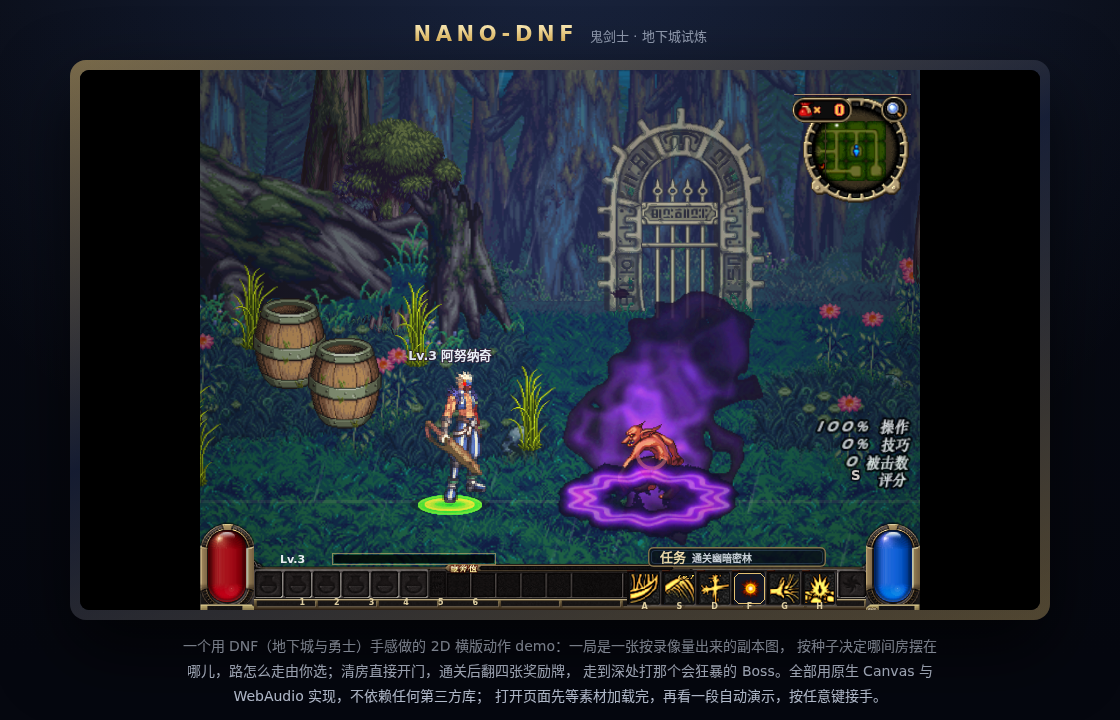 NANO-DNF 鬼剑士 · 地下城试炼
× 0
Lv.3 阿努纳奇
100% 操作
0% 技巧
0 被击数
S 评分
Lv.3
任务 通关幽暗密林
疲劳值
1 2 3 4 5 6 A S D F G H
一个用 DNF（地下城与勇士）手感做的 2D 横版动作 demo：一局是一张按录像量出来的副本图， 按种子决定哪间房摆在
哪儿，路怎么走由你选；清房直接开门，通关后翻四张奖励牌， 走到深处打那个会狂暴的 Boss。全部用原生 Canvas 与
WebAudio 实现，不依赖任何第三方库； 打开页面先等素材加载完，再看一段自动演示，按任意键接手。